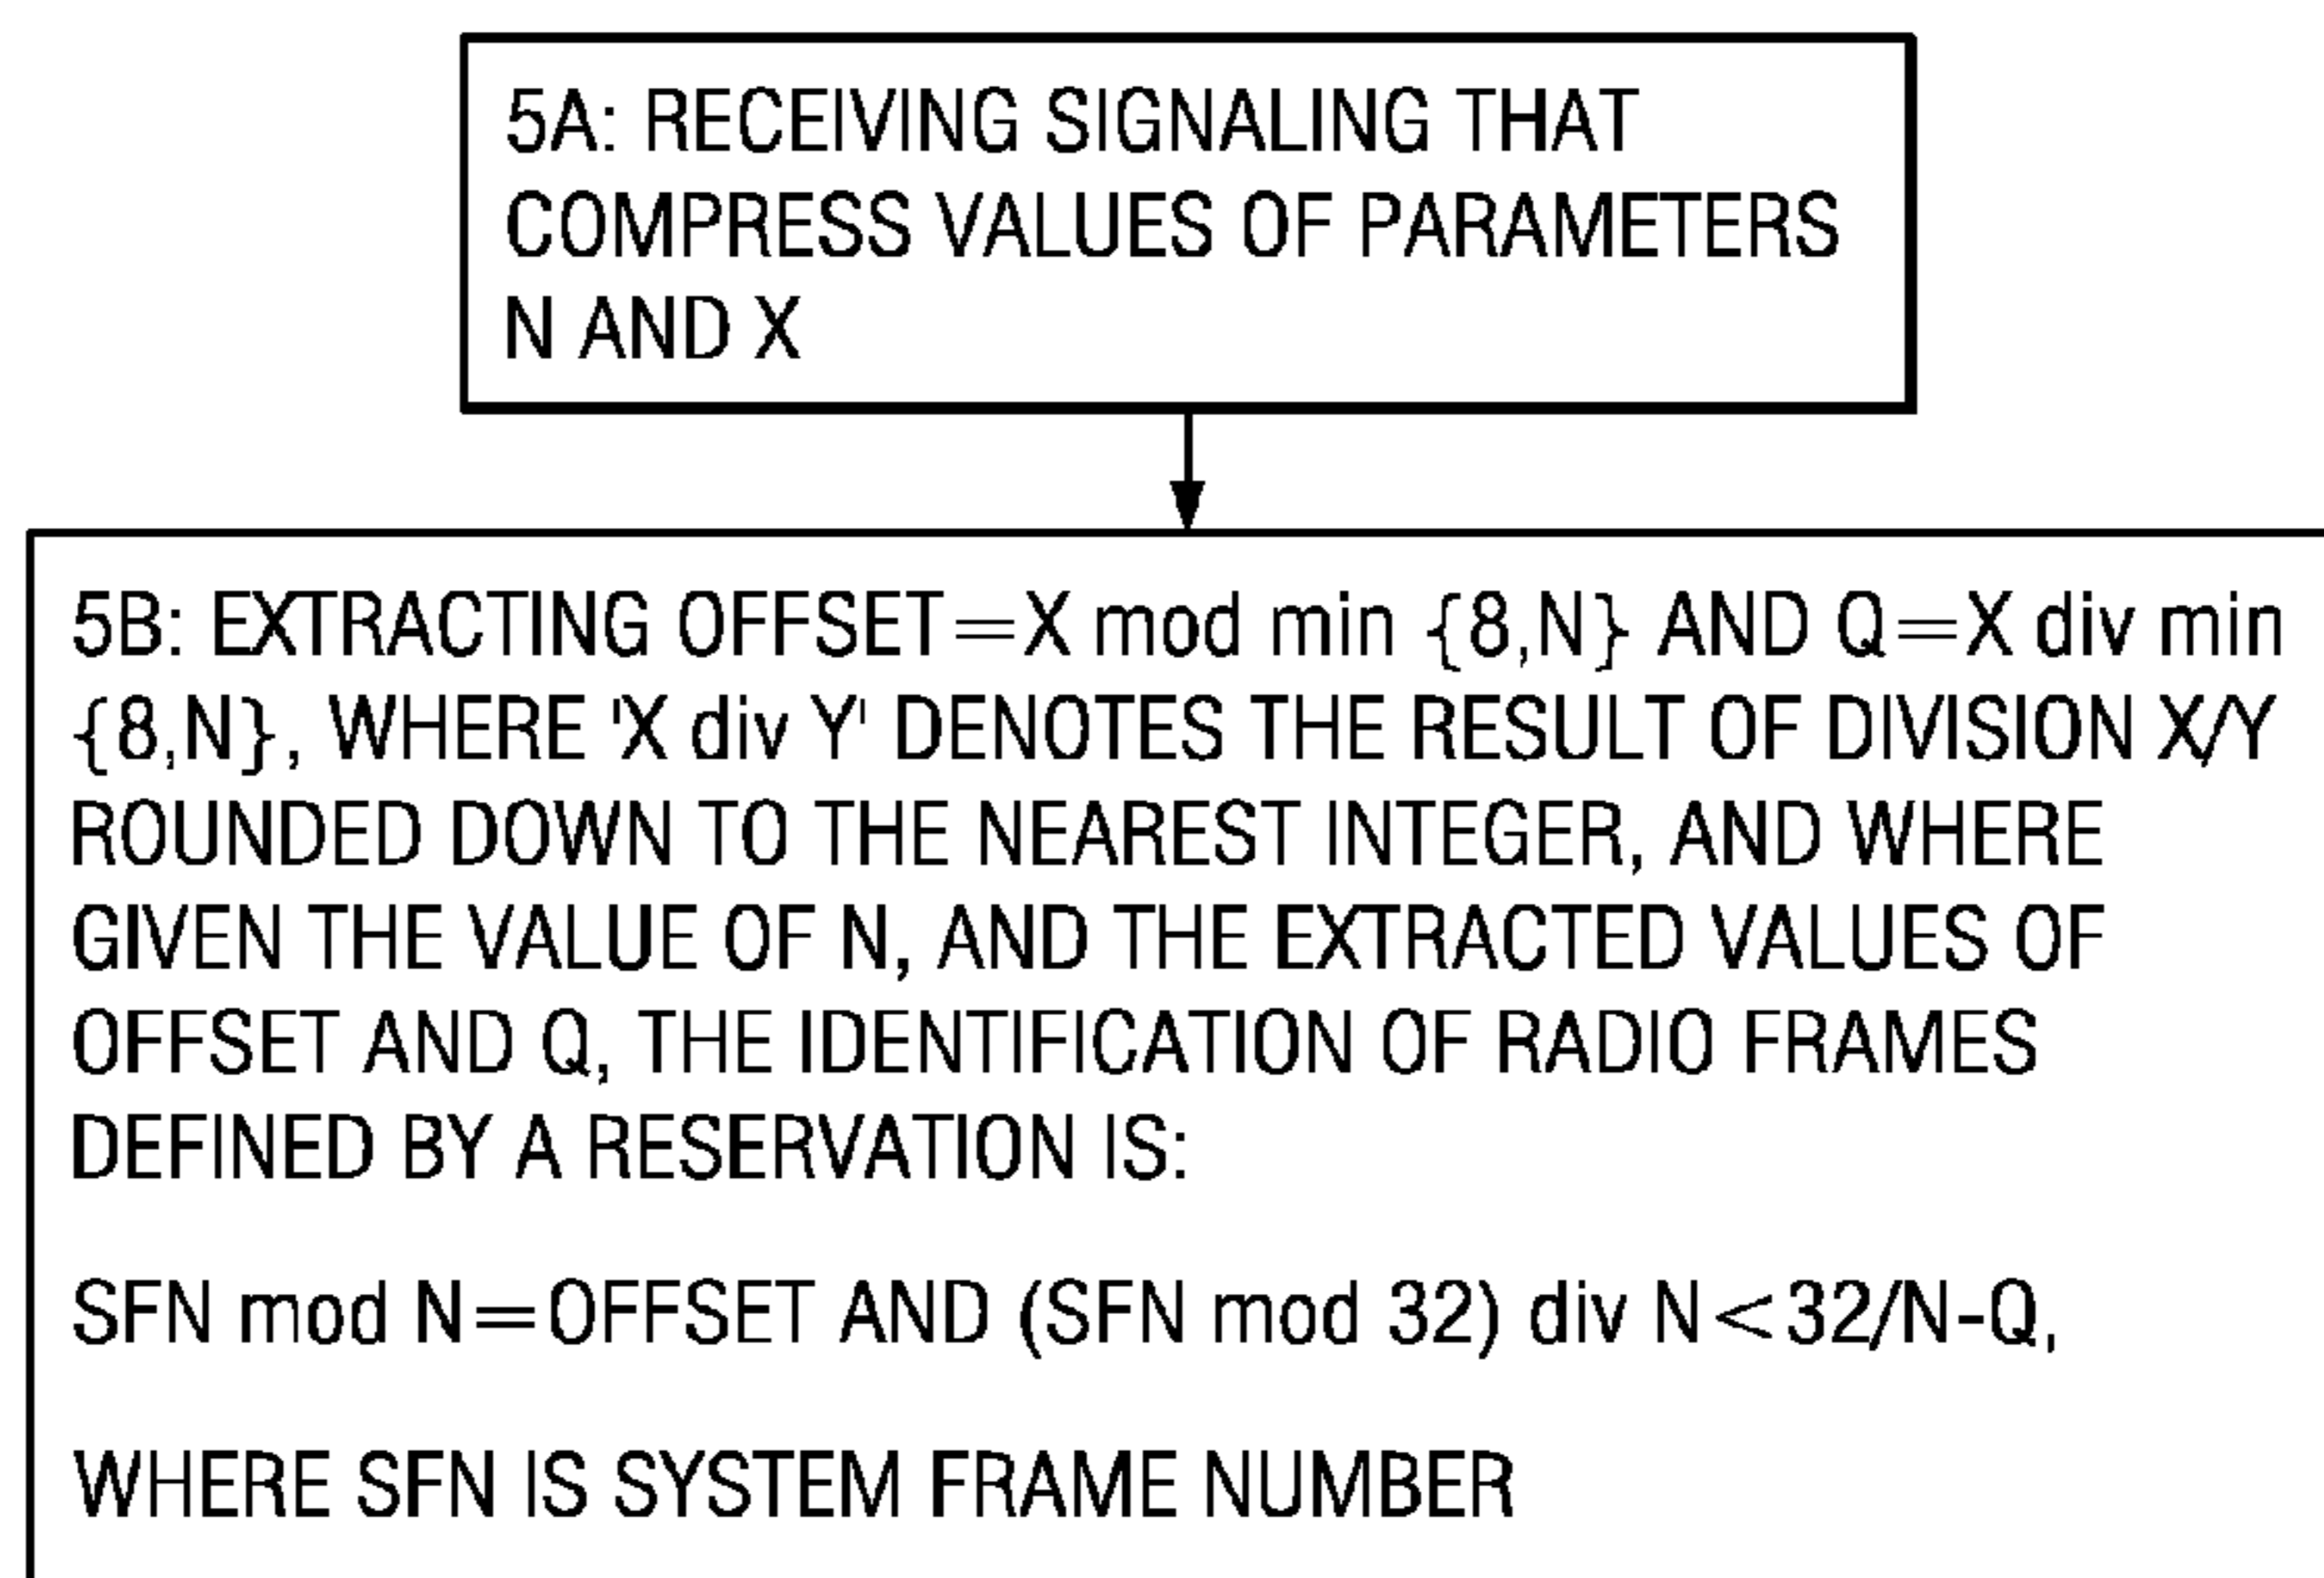 5A: RECEIVING SIGNALING THAT
COMPRESS VALUES OF PARAMETERS
N AND X
5B: EXTRACTING OFFSET=X mod min {8,N} AND Q=X div min
{8,N}, WHERE 'X div Y' DENOTES THE RESULT OF DIVISION X/Y
ROUNDED DOWN TO THE NEAREST INTEGER, AND WHERE
GIVEN THE VALUE OF N, AND THE EXTRACTED VALUES OF
OFFSET AND Q, THE IDENTIFICATION OF RADIO FRAMES
DEFINED BY A RESERVATION IS:
SFN mod N=OFFSET AND (SFN mod 32) div N<32/N-Q,
WHERE SFN IS SYSTEM FRAME NUMBER